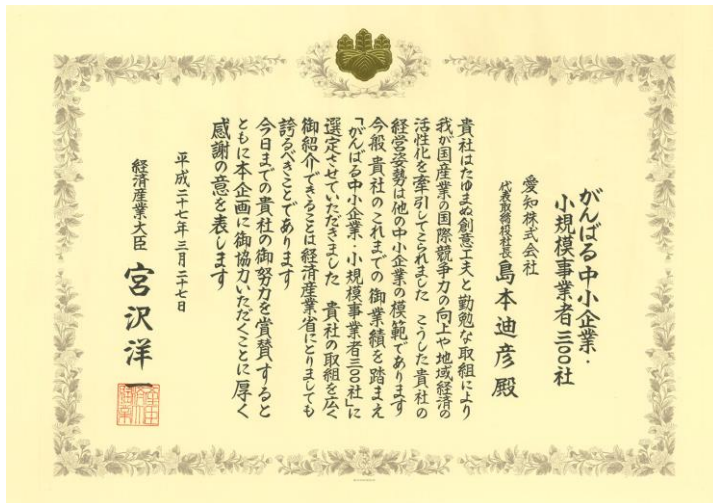 がんばる中小企業・
小規模事業者三〇〇社
愛知株式会社
代表取締役社長 島本迪彦 殿
貴社はたゆまぬ創意工夫と勤勉な取組により
我が国産業の国際競争力の向上や地域経済の
活性化を牽引してこられました こうした貴社の
経営姿勢は他の中小企業の模範であります
今般 貴社のこれまでの御業績を踏まえ
「がんばる中小企業・小規模事業者三〇〇社」に
選定させていただきました 貴社の取組を広く
御紹介できることは経済産業省にとりましても
誇るべきことであります
今日までの貴社の御努力を賞賛すると
ともに本企画に御協力いただくことに厚く
感謝の意を表します
平成二十七年三月二十七日
経済産業大臣 宮沢洋一